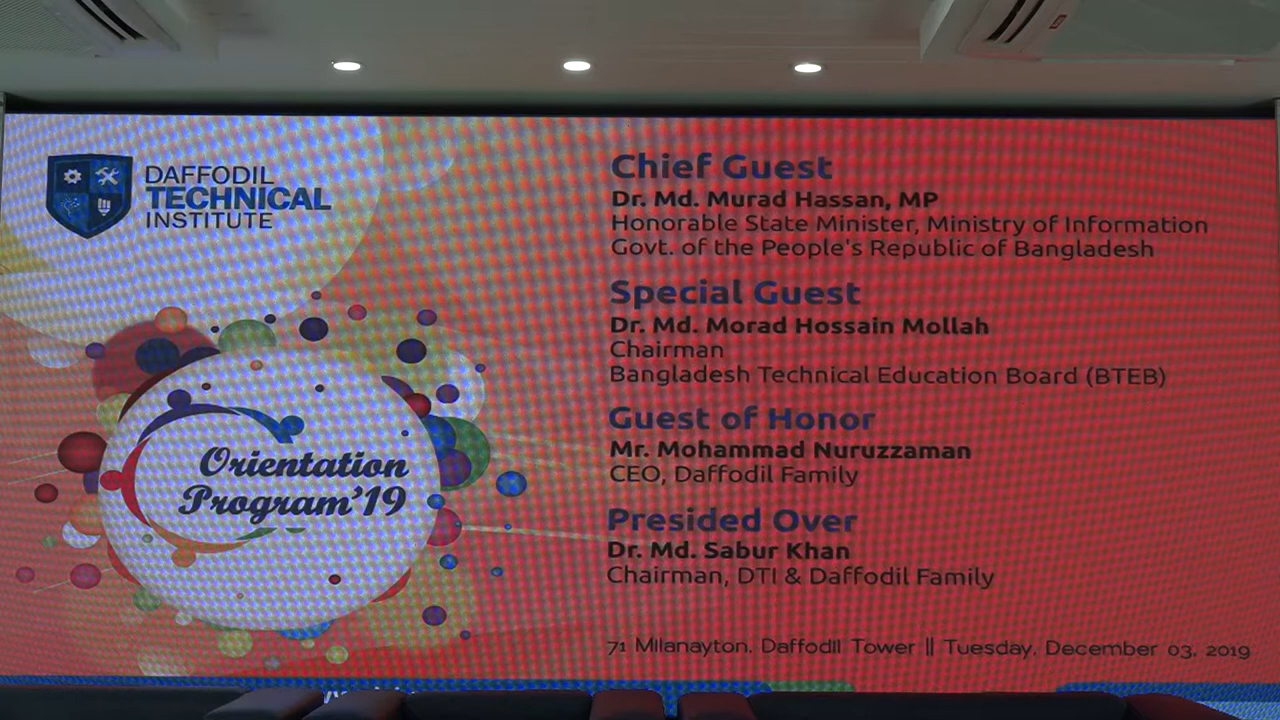 DAFFODIL
TECHNICAL
INSTITUTE
Orientation
Program'19
Chief Guest
Dr. Md. Murad Hassan, MP
Honorable State Minister, Ministry of Information
Govt. of the People's Republic of Bangladesh
Special Guest
Dr. Md. Morad Hossain Mollah
Chairman
Bangladesh Technical Education Board (BTEB)
Guest of Honor
Mr. Mohammad Nuruzzaman
CEO, Daffodil Family
Presided Over
Dr. Md. Sabur Khan
Chairman, DTI & Daffodil Family
71 Milanayton. Daffodil Tower || Tuesday, December 03, 2019